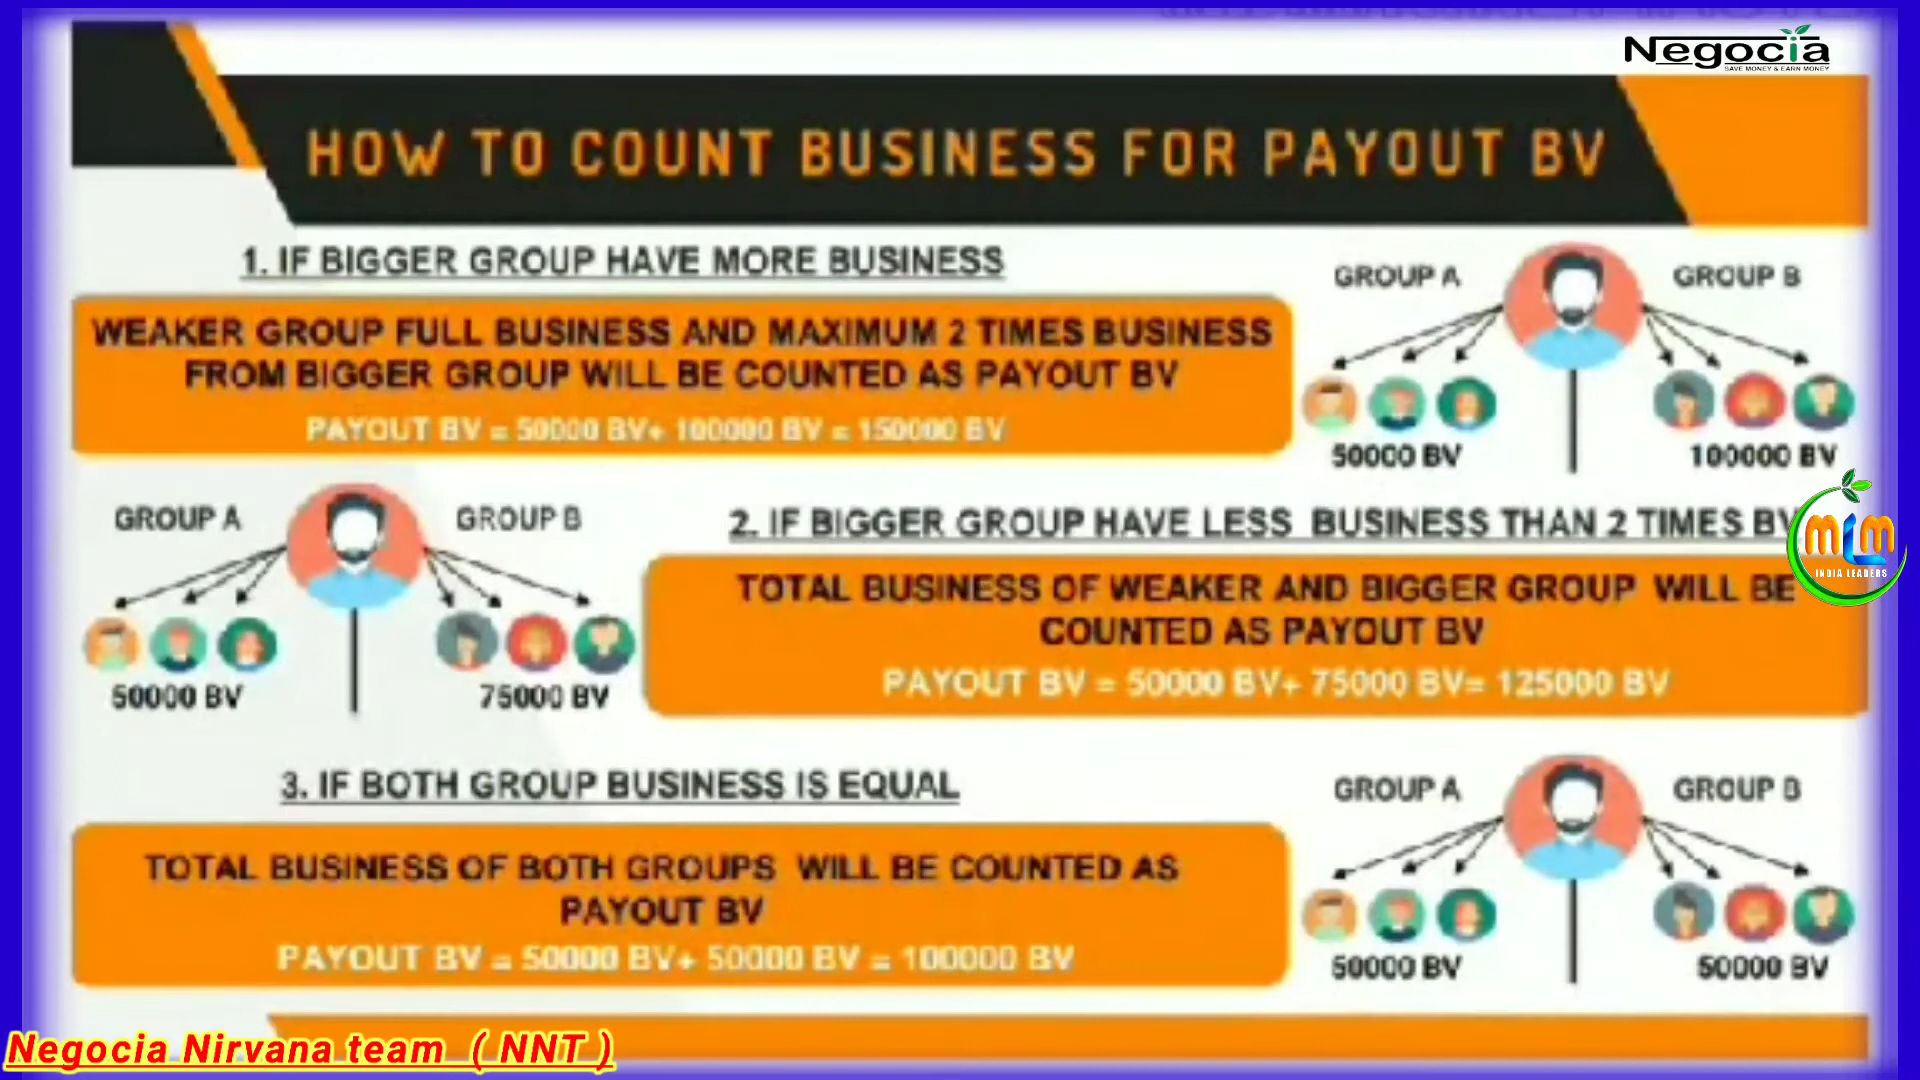 Negocia
SAVE MONEY & EARN MONEY
HOW TO COUNT BUSINESS FOR PAYOUT BV
1. IF BIGGER GROUP HAVE MORE BUSINESS
WEAKER GROUP FULL BUSINESS AND MAXIMUM 2 TIMES BUSINESS
FROM BIGGER GROUP WILL BE COUNTED AS PAYOUT BV
PAYOUT BV = 50000 BV+ 100000 BV = 150000 BV
GROUP A
GROUP B
50000 BV
100000 BV
GROUP A
GROUP B
50000 BV
75000 BV
2. IF BIGGER GROUP HAVE LESS BUSINESS THAN 2 TIMES BV
TOTAL BUSINESS OF WEAKER AND BIGGER GROUP WILL BE
COUNTED AS PAYOUT BV
PAYOUT BV = 50000 BV+ 75000 BV= 125000 BV
MLM
INDIA LEADERS
3. IF BOTH GROUP BUSINESS IS EQUAL
TOTAL BUSINESS OF BOTH GROUPS WILL BE COUNTED AS
PAYOUT BV
PAYOUT BV = 50000 BV+ 50000 BV = 100000 BV
GROUP A
GROUP B
50000 BV
50000 BV
Negocia Nirvana team ( NNT )